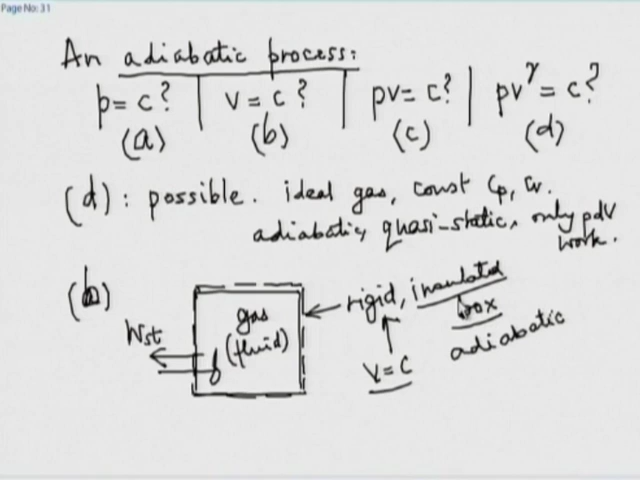 Page No: 31
An adiabatic process:
p = c? | v = c? | pv = c? | pv^γ = c?
(a) (b) (c) (d)
(d) : possible. ideal gas, const Cp, Cv.
adiabatic, quasi-static, only pdV
work.
(b)
gas
(fluid)
Wst
rigid, insulated
box
adiabatic
V = C